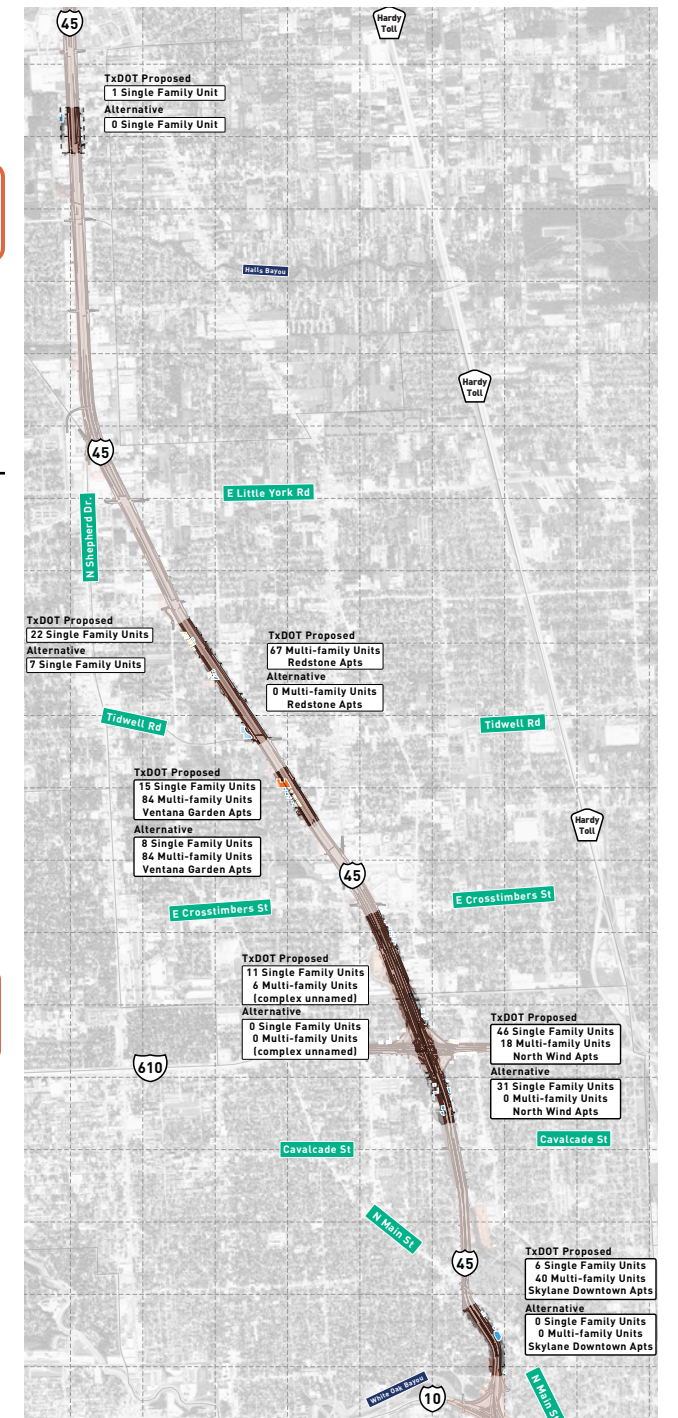 45
Hardy
Toll
TxDOT Proposed
1 Single Family Unit
Alternative
0 Single Family Unit
Halls Bayou
Hardy
Toll
45
E Little York Rd
N Shepherd Dr.
TxDOT Proposed
22 Single Family Units
Alternative
7 Single Family Units
TxDOT Proposed
67 Multi-family Units
Redstone Apts
Alternative
0 Multi-family Units
Redstone Apts
Tidwell Rd
Tidwell Rd
TxDOT Proposed
15 Single Family Units
84 Multi-family Units
Ventana Garden Apts
Alternative
8 Single Family Units
84 Multi-family Units
Ventana Garden Apts
Hardy
Toll
45
E Crosstimbers St
E Crosstimbers St
TxDOT Proposed
11 Single Family Units
6 Multi-family Units
(complex unnamed)
Alternative
0 Single Family Units
0 Multi-family Units
(complex unnamed)
TxDOT Proposed
46 Single Family Units
18 Multi-family Units
North Wind Apts
Alternative
31 Single Family Units
0 Multi-family Units
North Wind Apts
610
Cavalcade St
Cavalcade St
N Main St
45
TxDOT Proposed
6 Single Family Units
40 Multi-family Units
Skylane Downtown Apts
Alternative
0 Single Family Units
0 Multi-family Units
Skylane Downtown Apts
White Oak Bayou
10
N Main St